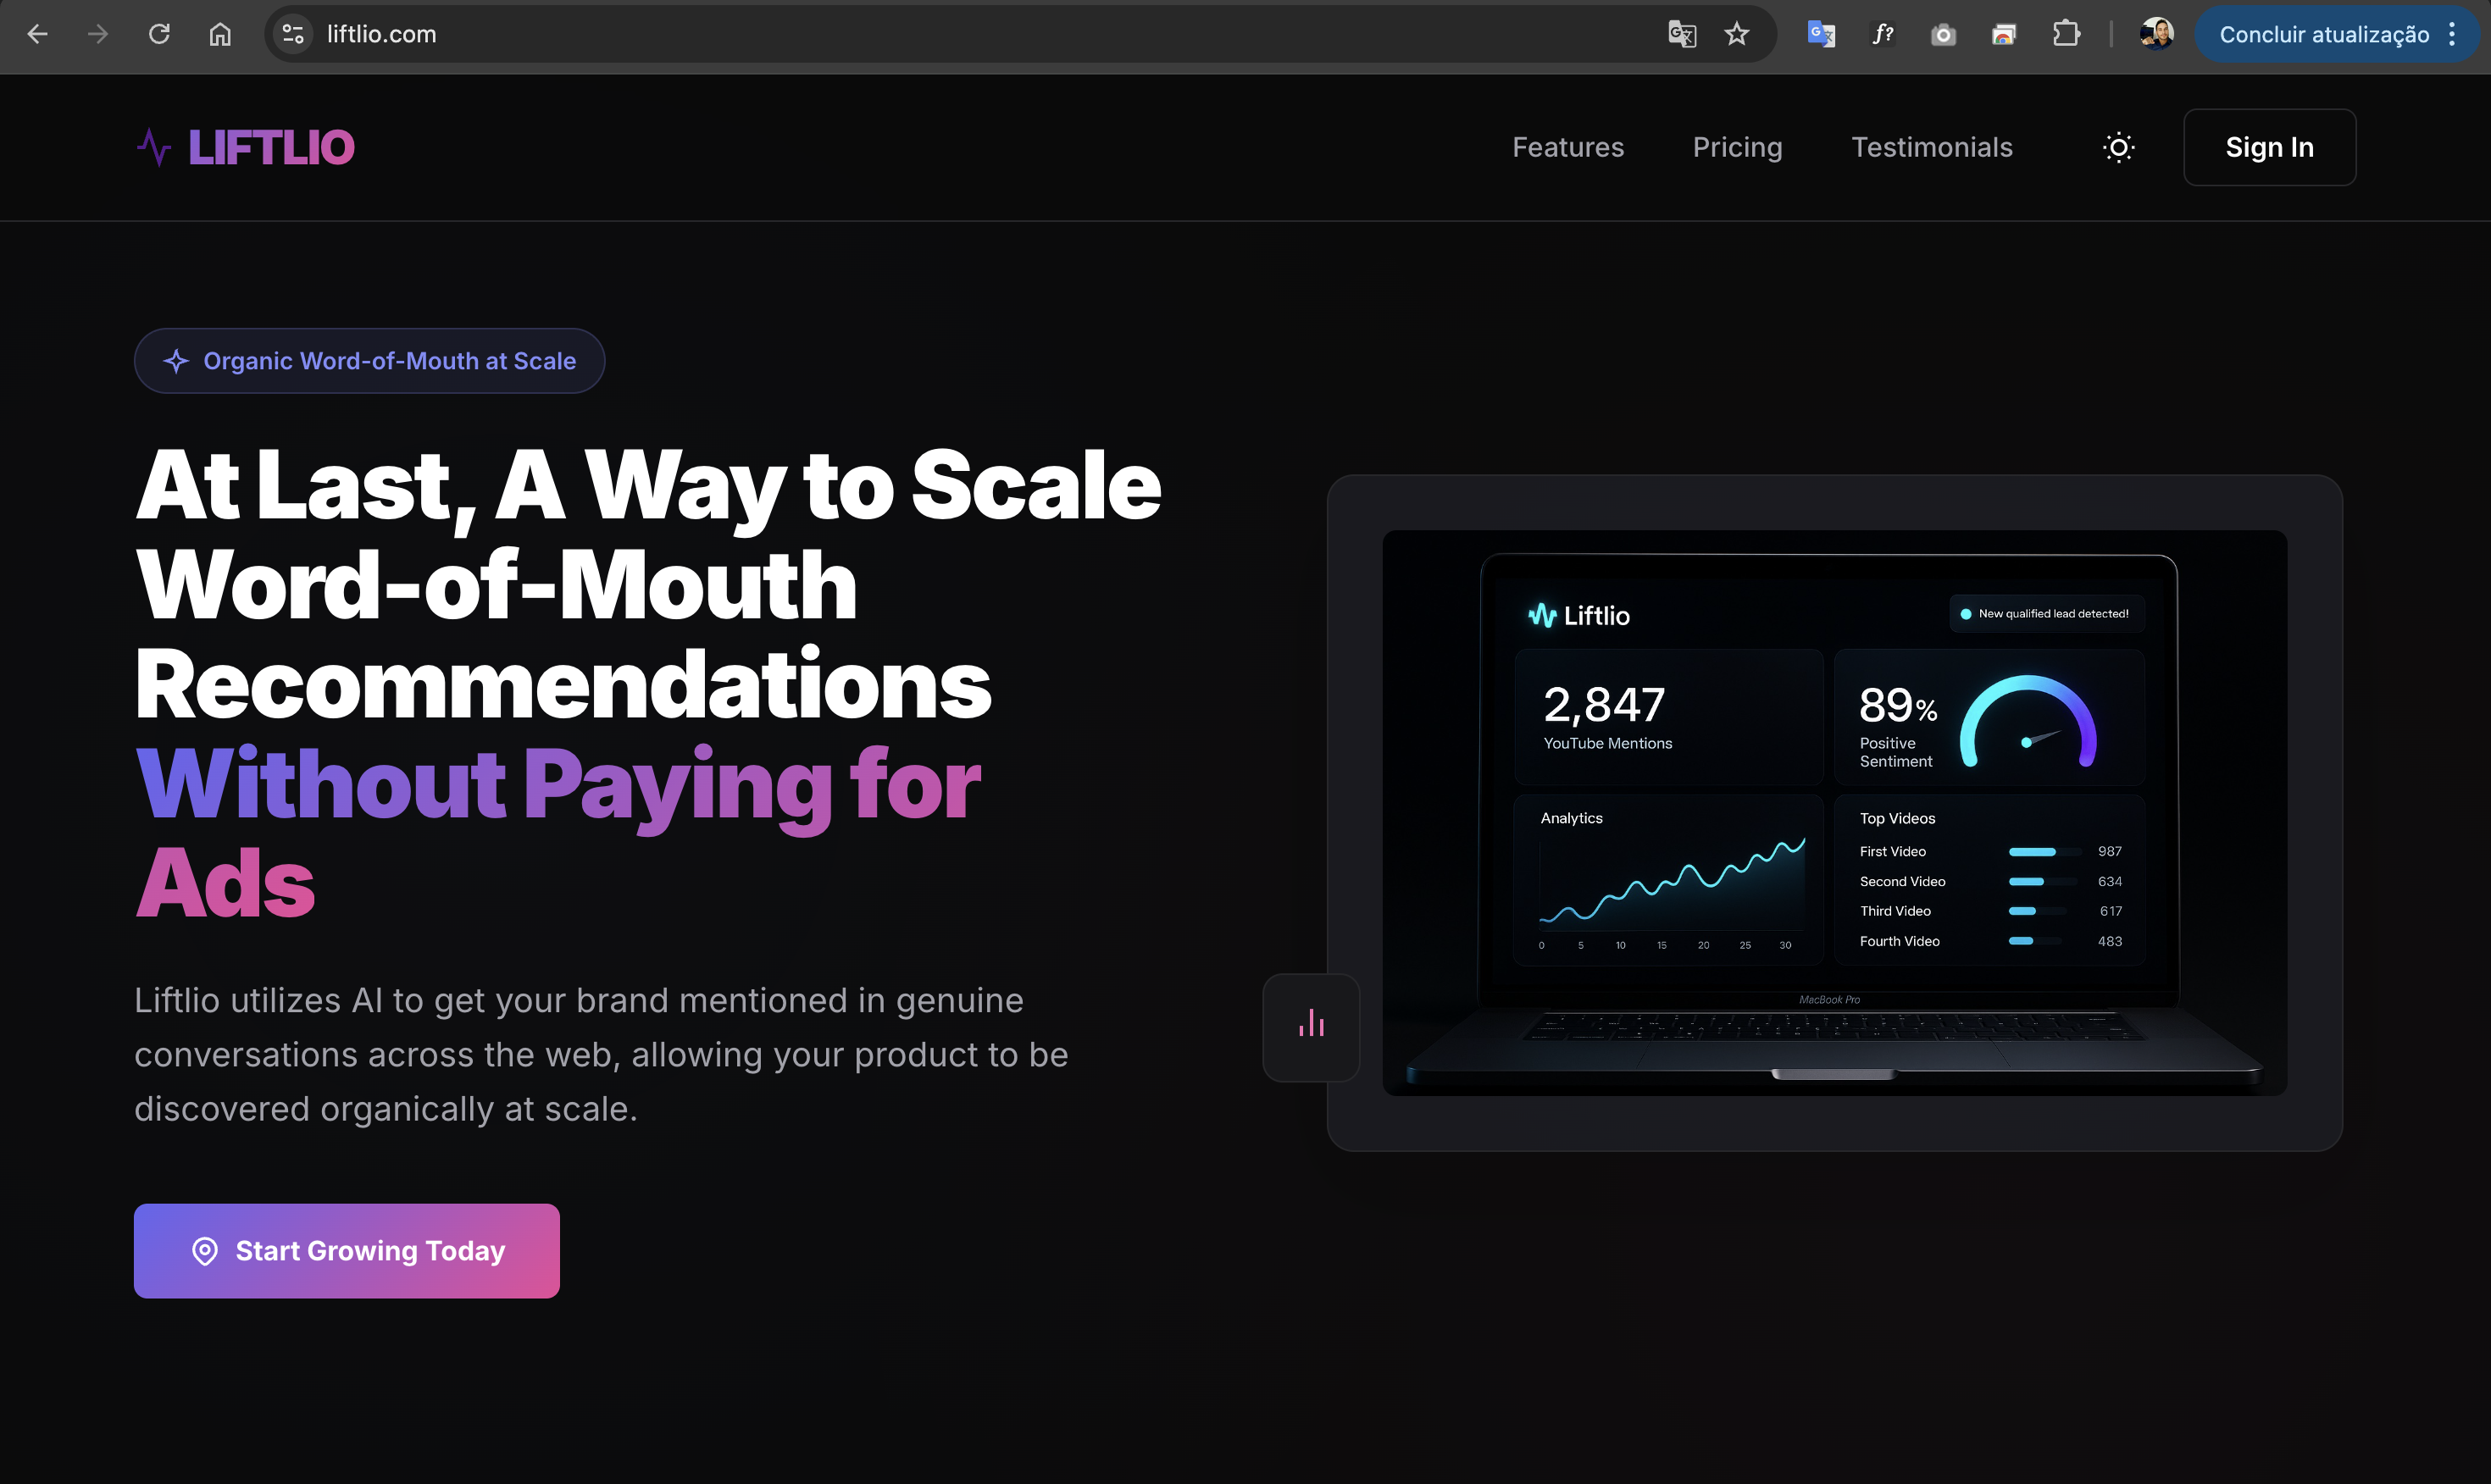 liftlio.com
Concluir atualização
LIFTLIO
Features
Pricing
Testimonials
Sign In
Organic Word-of-Mouth at Scale
At Last, A Way to Scale
Word-of-Mouth
Recommendations
Without Paying for
Ads
Liftlio utilizes AI to get your brand mentioned in genuine
conversations across the web, allowing your product to be
discovered organically at scale.
Start Growing Today
Liftlio
New qualified lead detected!
2,847
YouTube Mentions
89%
Positive
Sentiment
Analytics
0 5 10 15 20 25 30
Top Videos
First Video 987
Second Video 634
Third Video 617
Fourth Video 483
MacBook Pro